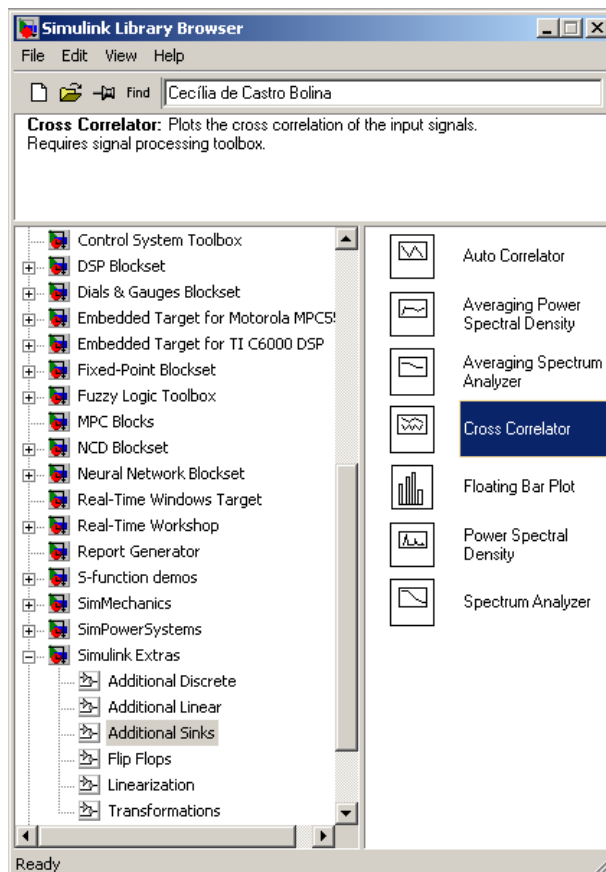 Simulink Library Browser
File Edit View Help
Find Cecília de Castro Bolina
Cross Correlator: Plots the cross correlation of the input signals.
Requires signal processing toolbox.
Control System Toolbox
DSP Blockset
Dials & Gauges Blockset
Embedded Target for Motorola MPC5
Embedded Target for TI C6000 DSP
Fixed-Point Blockset
Fuzzy Logic Toolbox
MPC Blocks
NCD Blockset
Neural Network Blockset
Real-Time Windows Target
Real-Time Workshop
Report Generator
S-function demos
SimMechanics
SimPowerSystems
Simulink Extras
Additional Discrete
Additional Linear
Additional Sinks
Flip Flops
Linearization
Transformations
Auto Correlator
Averaging Power
Spectral Density
Averaging Spectrum
Analyzer
Cross Correlator
Floating Bar Plot
Power Spectral
Density
Spectrum Analyzer
Ready